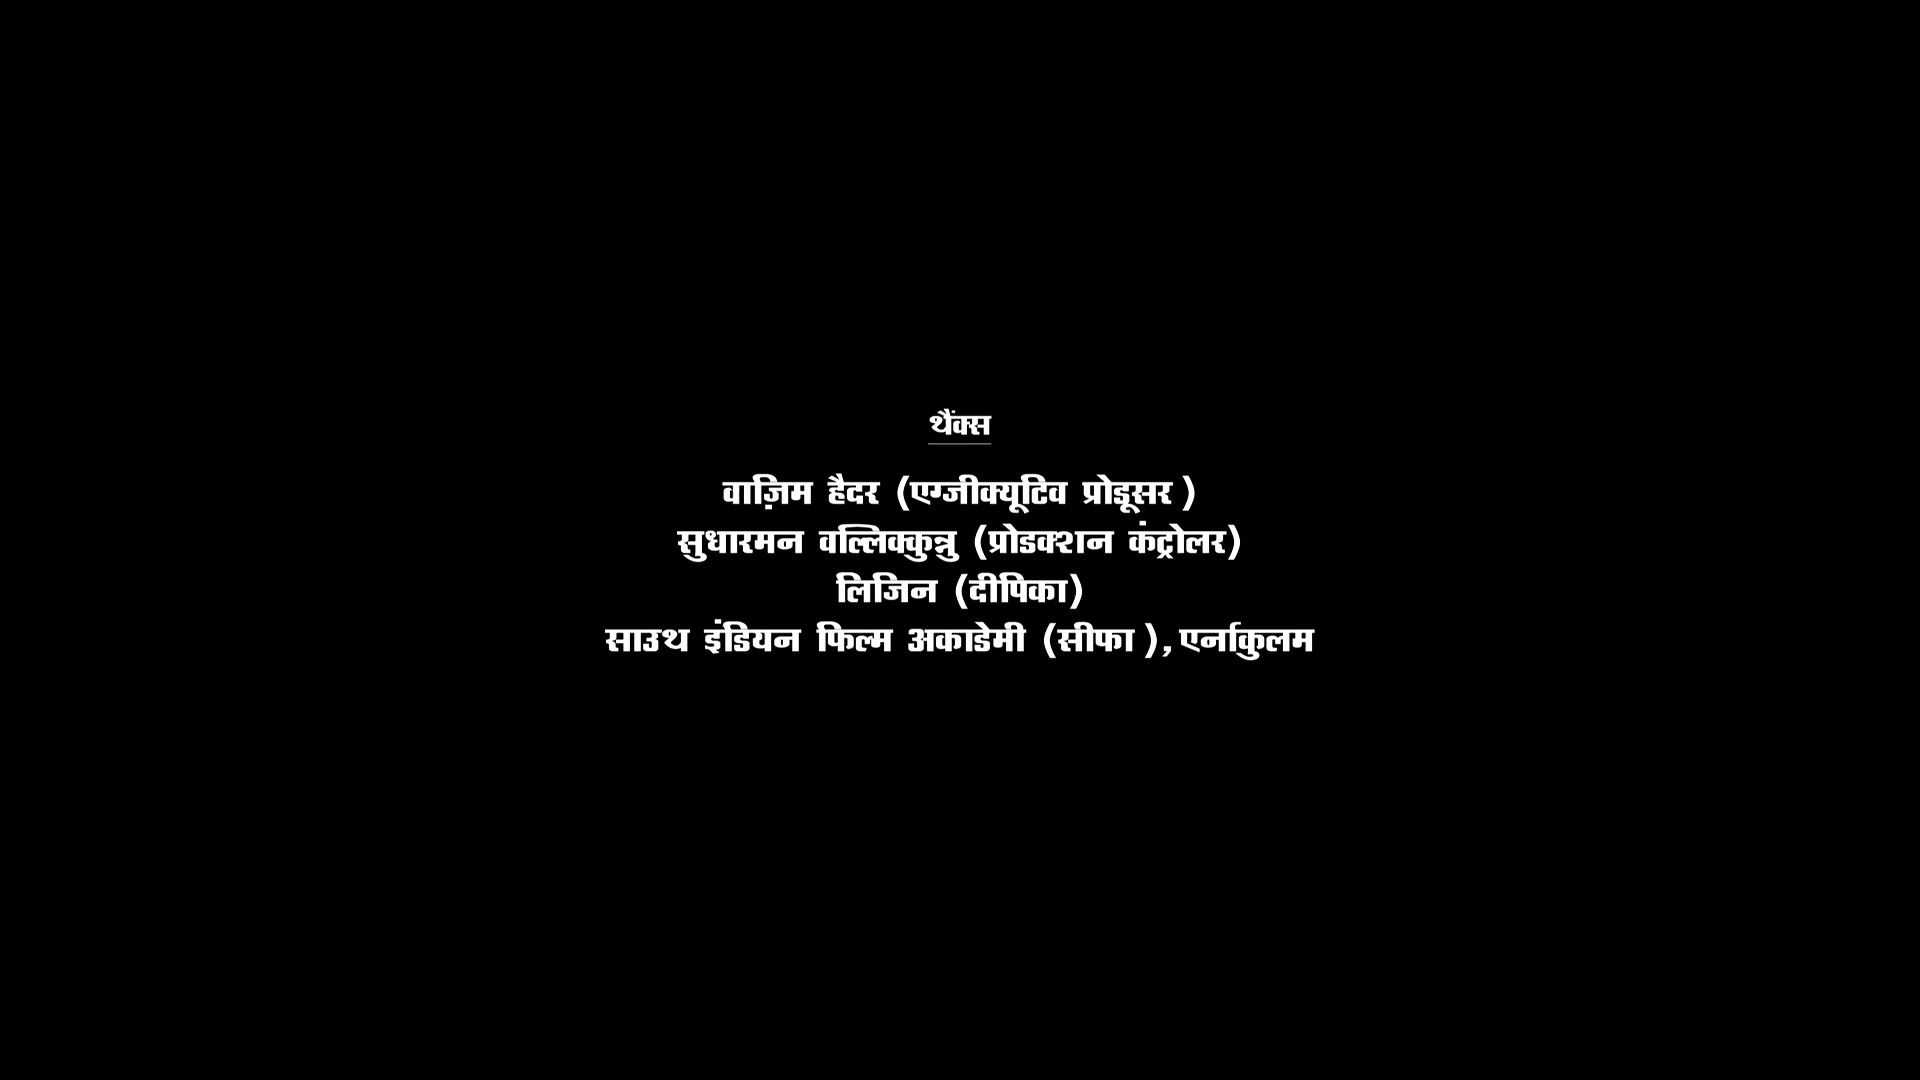 थैंक्स
वाज़िम हैदर (एग्जीक्यूटिव प्रोडूसर )
सुधारमन वल्लिक्कुन्नु (प्रोडक्शन कंट्रोलर)
लिजिन (दीपिका)
साउथ इंडियन फिल्म अकाडेमी (सीफा ), एर्नाकुलम